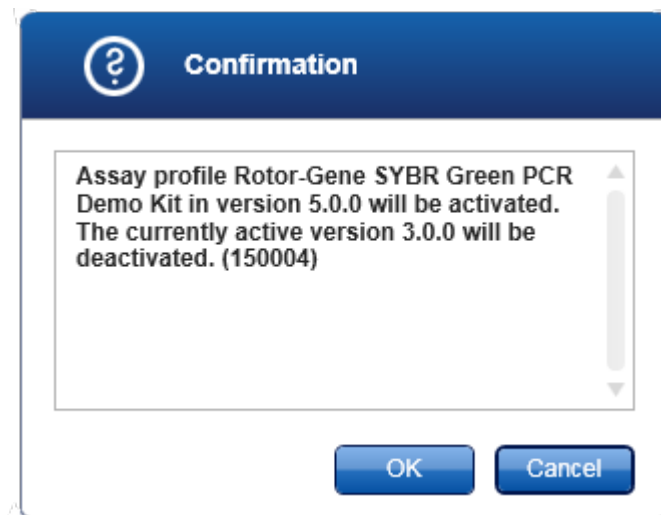 Confirmation
Assay profile Rotor-Gene SYBR Green PCR
Demo Kit in version 5.0.0 will be activated.
The currently active version 3.0.0 will be
deactivated. (150004)
OK
Cancel